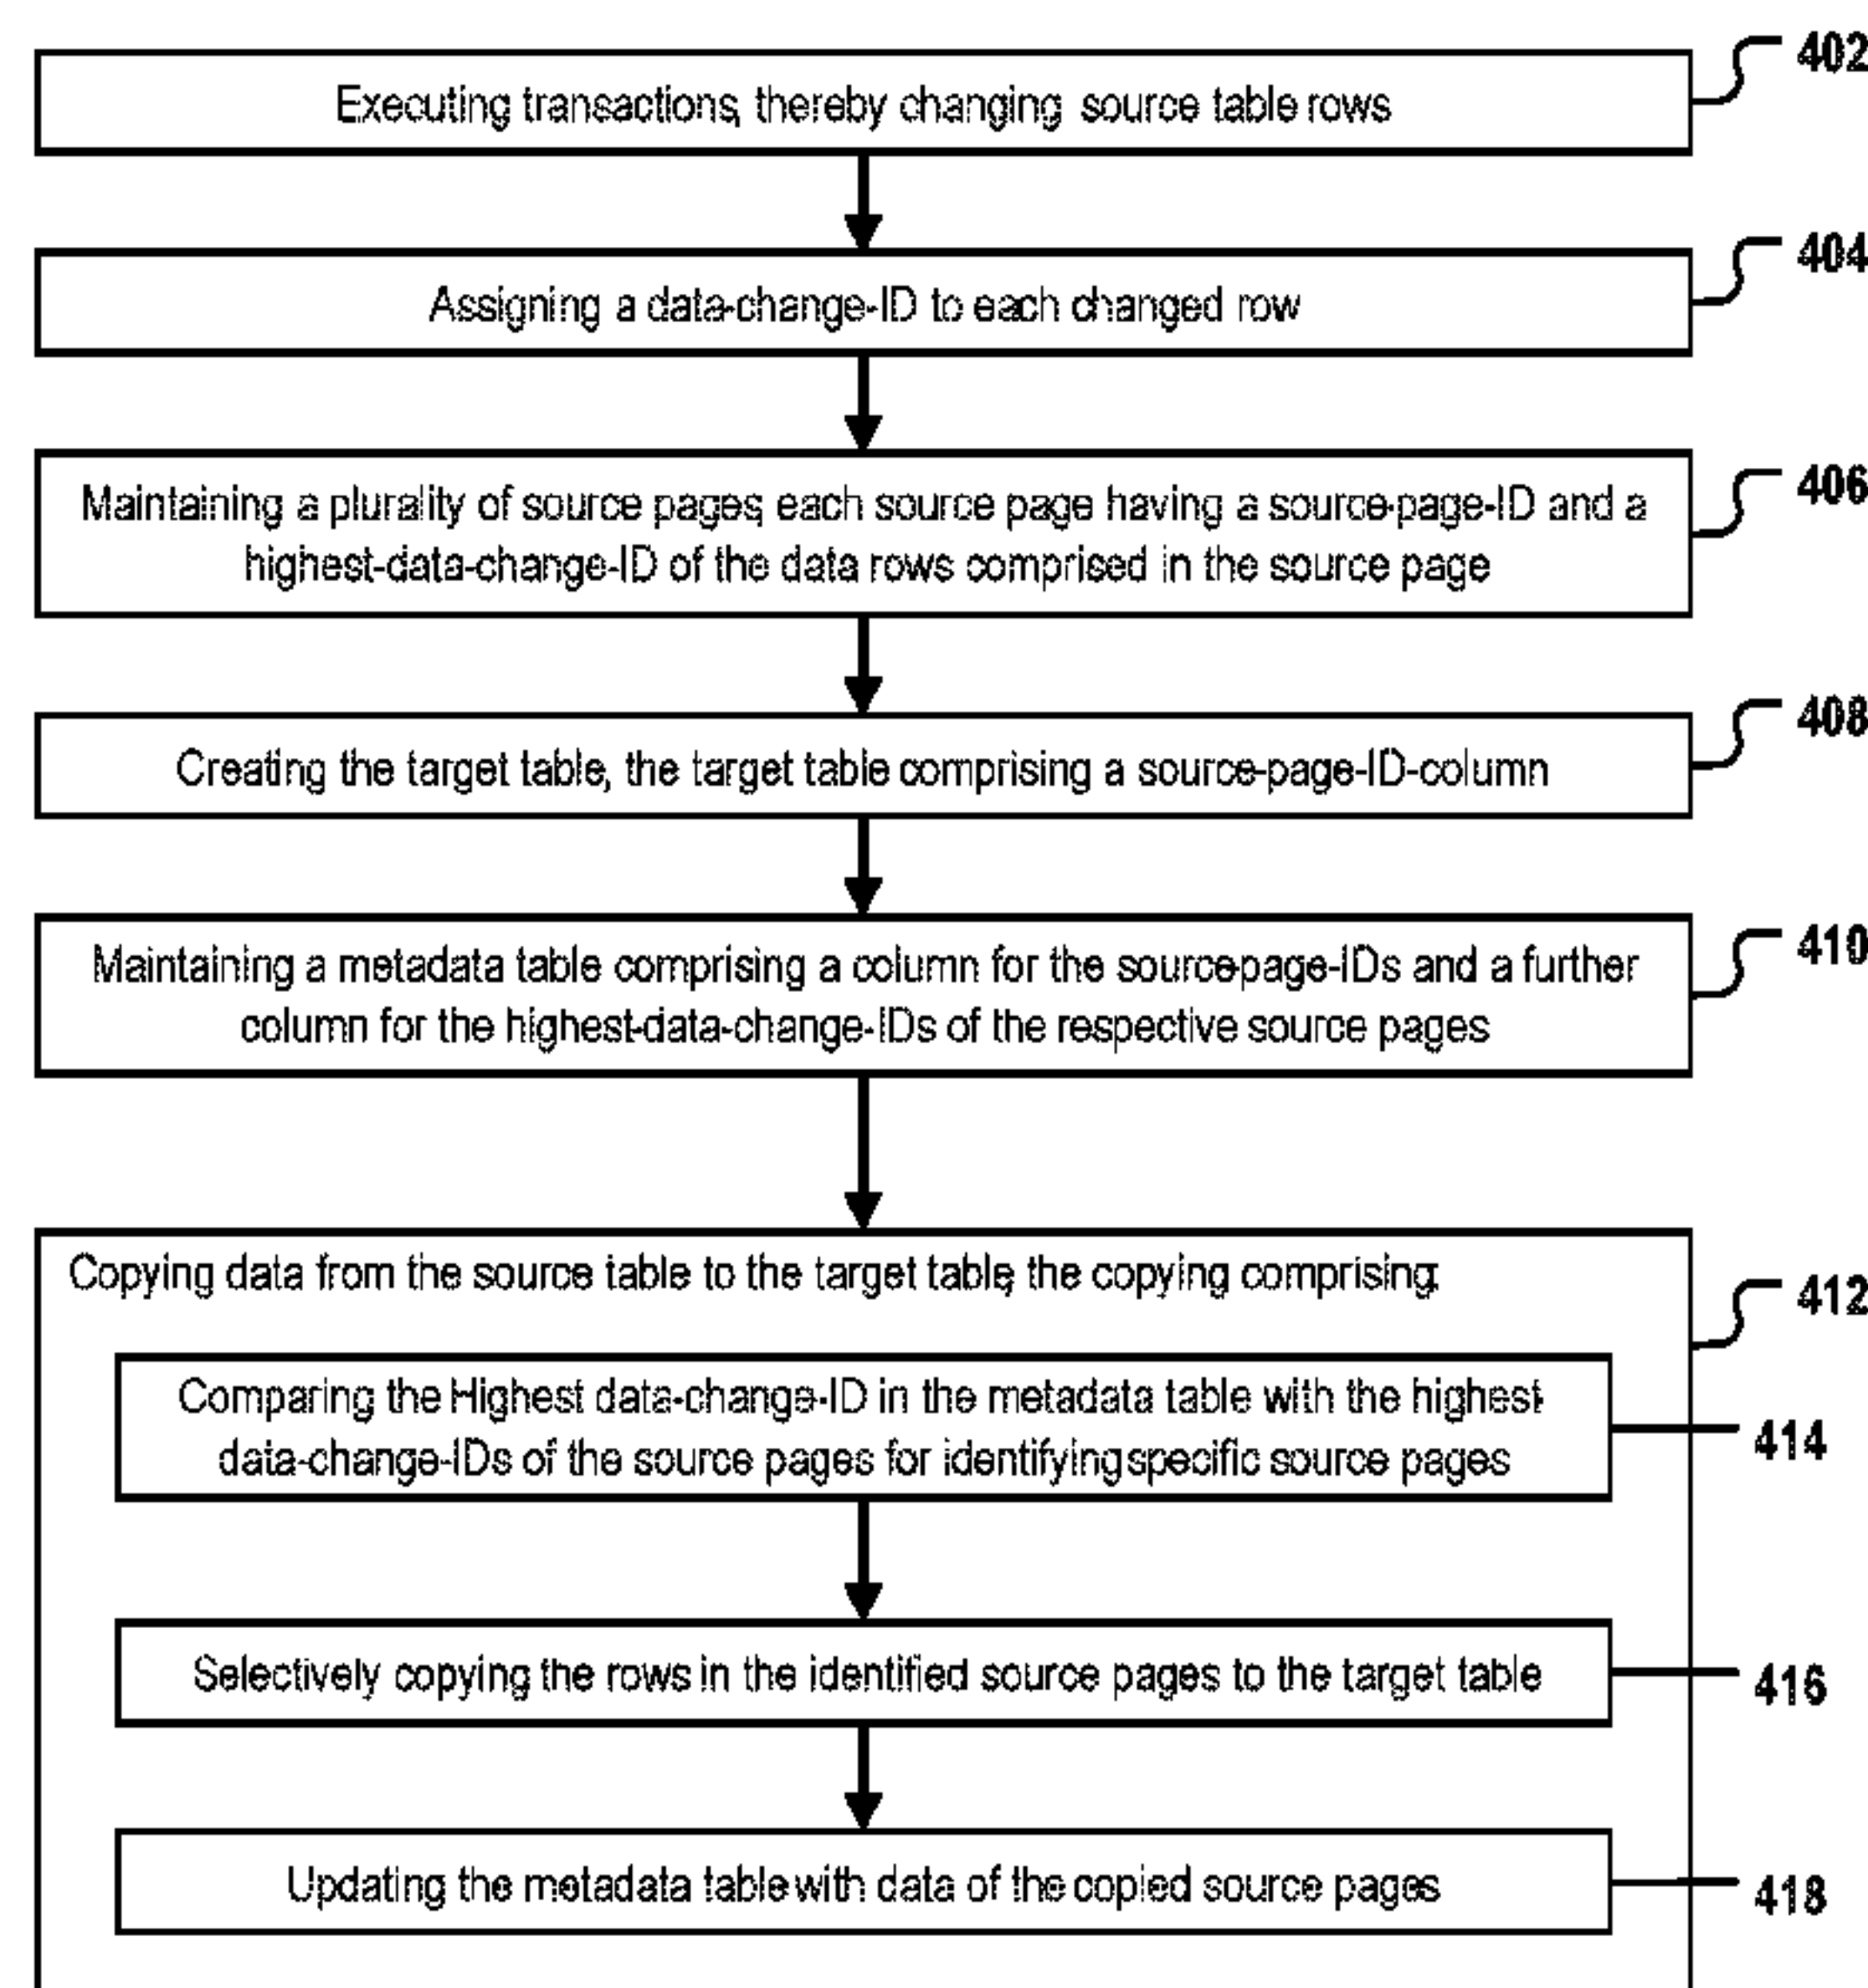 402
Executing transactions, thereby changing source table rows
404
Assigning a data-change-ID to each changed row
406
Maintaining a plurality of source pages, each source page having a source-page-ID and a
highest-data-change-ID of the data rows comprised in the source page
408
Creating the target table, the target table comprising a source-page-ID-column
410
Maintaining a metadata table comprising a column for the source-page-IDs and a further
column for the highest-data-change-IDs of the respective source pages
Copying data from the source table to the target table, the copying comprising:
412
Comparing the Highest data-change-ID in the metadata table with the highest-
data-change-IDs of the source pages for identifying specific source pages
414
Selectively copying the rows in the identified source pages to the target table
416
Updating the metadata table with data of the copied source pages
418